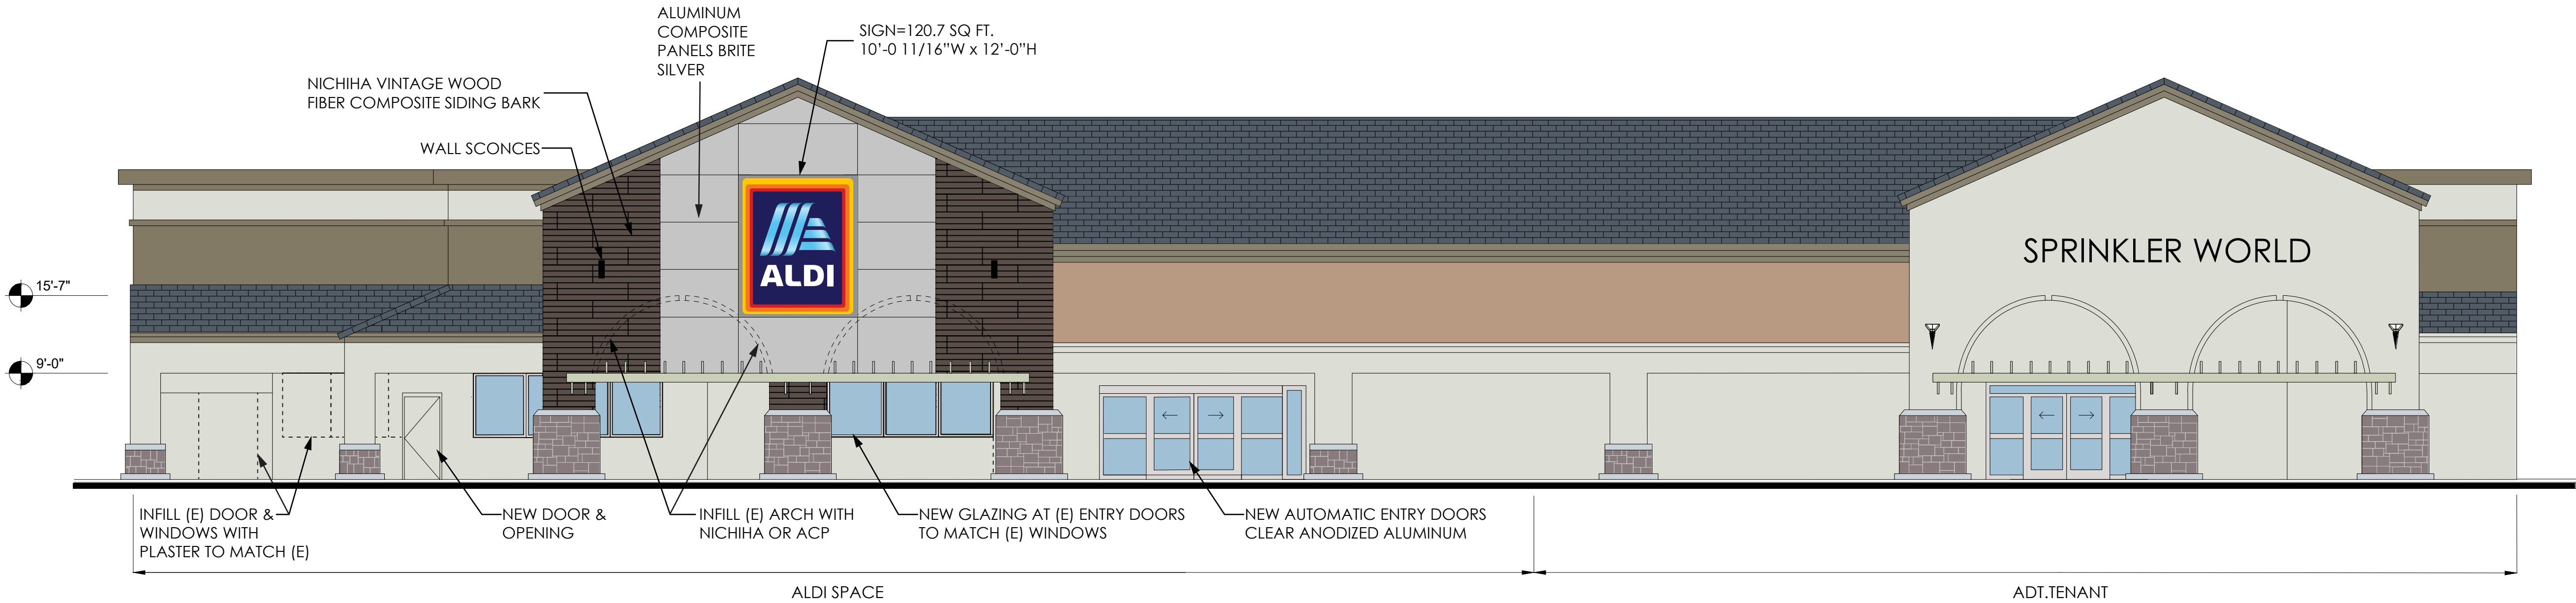 ALUMINUM
COMPOSITE
PANELS BRITE
SILVER
SIGN=120.7 SQ FT.
10'-0 11/16"W x 12'-0"H
NICHIHA VINTAGE WOOD
FIBER COMPOSITE SIDING BARK
WALL SCONCES
ALDI
SPRINKLER WORLD
15'-7"
9'-0"
INFILL (E) DOOR &
WINDOWS WITH
PLASTER TO MATCH (E)
NEW DOOR &
OPENING
INFILL (E) ARCH WITH
NICHIHA OR ACP
NEW GLAZING AT (E) ENTRY DOORS
TO MATCH (E) WINDOWS
NEW AUTOMATIC ENTRY DOORS
CLEAR ANODIZED ALUMINUM
ALDI SPACE
ADT.TENANT